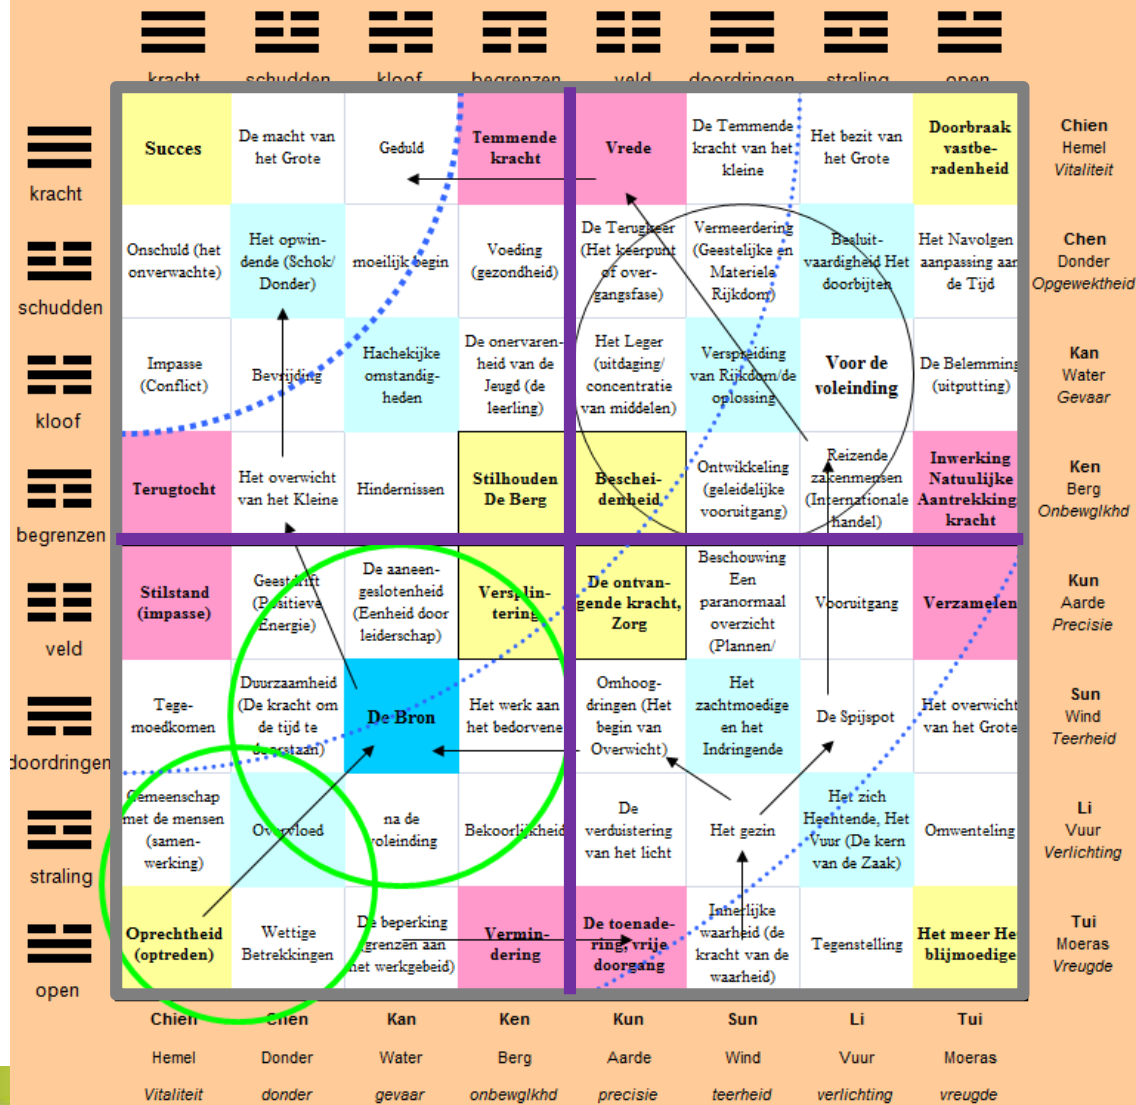 kracht schudden kloof begrenzen veld doordringen straling open
kracht
Succes
De macht van
het Grote
Geduld
Temmende
kracht
Vrede
De Temmende
kracht van het
kleine
Het bezit van
het Grote
Doorbraak
vastbe-
radenheid
Chien
Hemel
Vitaliteit
schudden
Onschuld (het
onverwachte)
Het opwin-
dende (Schok/
Donder)
moeilijk begin
Voeding
(gezondheid)
De Terugkeer
(Het keerpunt
of over-
gangsfase)
Vermeerdering
(Geestelijke en
Materiele
Rijkdom)
Besluit-
vaardigheid Het
doorbijten
Het Navolgen
aanpassing aan
de Tijd
Chen
Donder
Opgewektheid
kloof
Impasse
(Conflict)
Bevrijding
Hachekijke
omstandig-
heden
De onervaren-
heid van de
Jeugd (de
leerling)
Het Leger
(uitdaging/
concentratie
van middelen)
Verspreiding
van Rijkdom/de
oplossing
Voor de
voleinding
De Belemming
(uitputting)
Kan
Water
Gevaar
begrenzen
Terugtocht
Het overwicht
van het Kleine
Hindernissen
Stilhouden
De Berg
Beschei-
denheid
Ontwikkeling
(geleidelijke
vooruitgang)
Reizende
zakenmensen
(Internationale
handel)
Inwerking
Natuulijke
Aantrekking
kracht
Ken
Berg
Onbewglkhd
veld
Stilstand
(impasse)
Geestdrift
(Positieve
Energie)
De aaneen-
geslotenheid
(Eenheid door
leiderschap)
Versplin-
tering
De ontvan-
gende kracht,
Zorg
Beschouwing
Een
paranormaal
overzicht
(Plannen/
Vooruitgang
Verzamelen
Kun
Aarde
Precisie
doordringen
Tege-
moedkomen
Duurzaamheid
(De kracht om
de tijd te
doorstaan)
De Bron
Het werk aan
het bedorvene
Omhoog-
dringen (Het
begin van
Overwicht)
Het
zachtmoedige
en het
Indringende
De Spijspot
Het overwicht
van het Grote
Sun
Wind
Teerheid
straling
Gemeenschap
met de mensen
(samen-
werking)
Overvloed
na de
voleinding
Bekoorlijkheid
De
verduistering
van het licht
Het gezin
Het zich
Hechtende, Het
Vuur (De kern
van de Zaak)
Omwenteling
Li
Vuur
Verlichting
open
Oprechtheid
(optreden)
Wettige
Betrekkingen
De beperking
(grenzen aan
het werkgebeid)
Vermin-
dering
De toenade-
ring, vrije
doorgang
Innerlijke
waarheid (de
kracht van de
waarheid)
Tegenstelling
Het meer Het
blijmoedige
Tui
Moeras
Vreugde
Chien Chen Kan Ken Kun Sun Li Tui
Hemel Donder Water Berg Aarde Wind Vuur Moeras
Vitaliteit donder gevaar onbewglkhd precisie teerheid verlichting vreugde